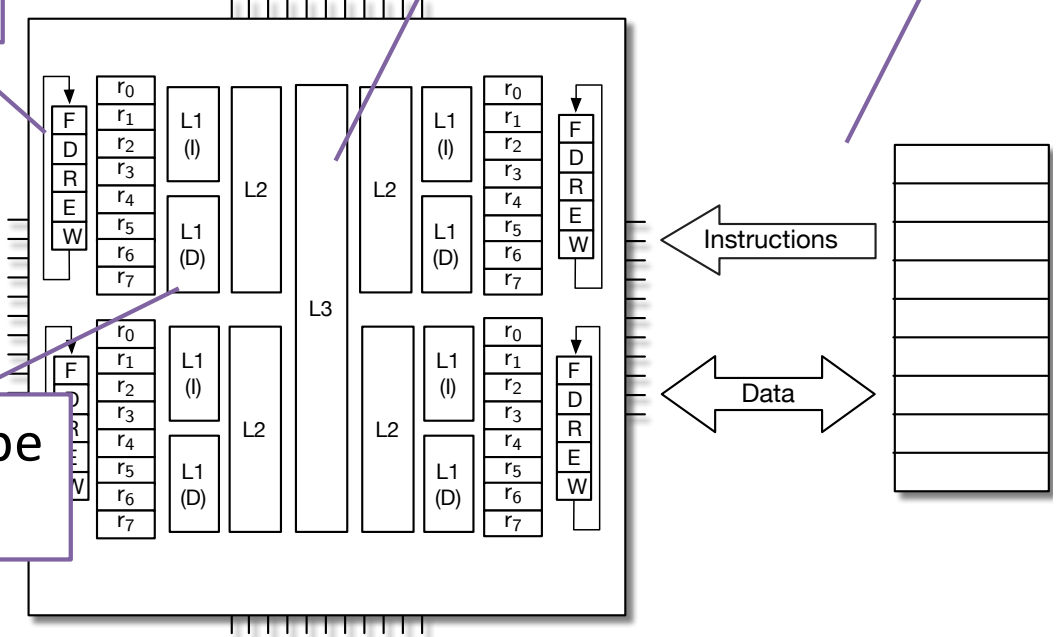 F
D
R
E
W
r0
r1
r2
r3
r4
r5
r6
r7
L1
(I)
L1
(D)
L2
L3
L2
L1
(I)
L1
(D)
r0
r1
r2
r3
r4
r5
r6
r7
F
D
R
E
W
Instructions
F
D
R
E
W
r0
r1
r2
r3
r4
r5
r6
r7
L1
(I)
L1
(D)
L2
L2
L1
(I)
L1
(D)
r0
r1
r2
r3
r4
r5
r6
r7
F
D
R
E
W
Data